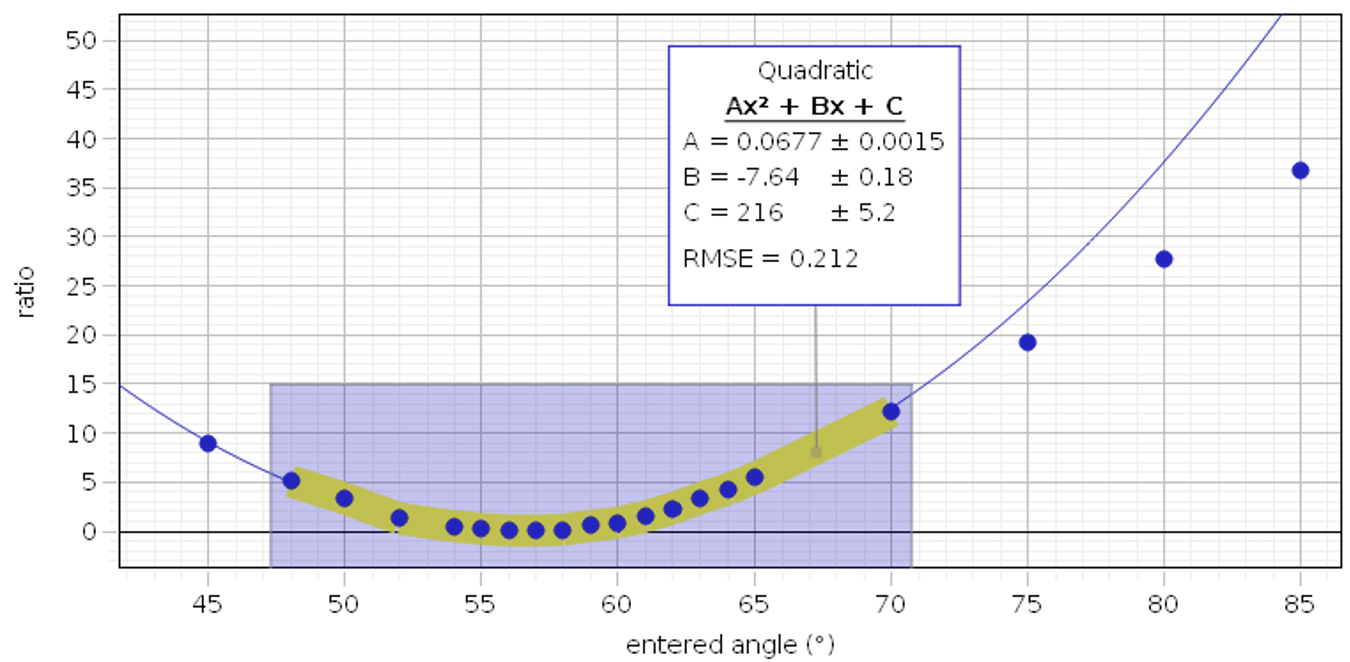 50
45
40
35
30
25
20
15
10
5
0
ratio
Quadratic
Ax² + Bx + C
A = 0.0677 ± 0.0015
B = -7.64 ± 0.18
C = 216 ± 5.2
RMSE = 0.212
45 50 55 60 65 70 75 80 85
entered angle (°)